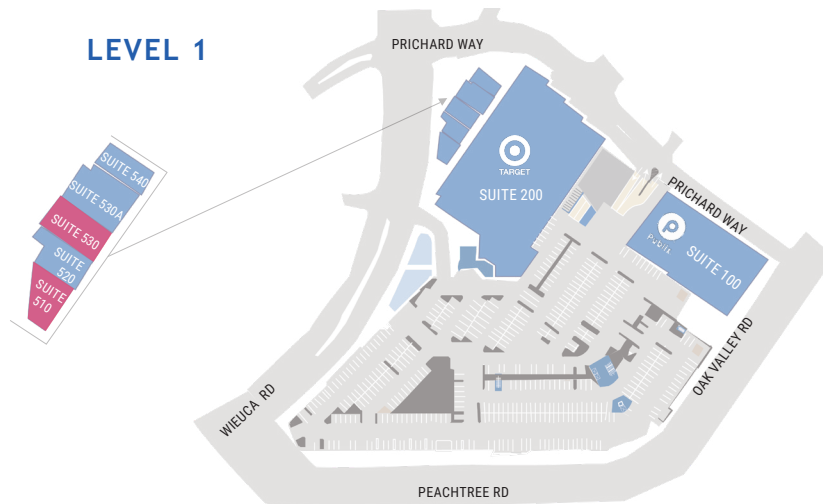 LEVEL 1
PRICHARD WAY
SUITE 540
SUITE 530A
SUITE 530
SUITE
520
SUITE
510
TARGET
SUITE 200
PRICHARD WAY
Publix
SUITE 100
OAK VALLEY RD
WIEUCA RD
PEACHTREE RD